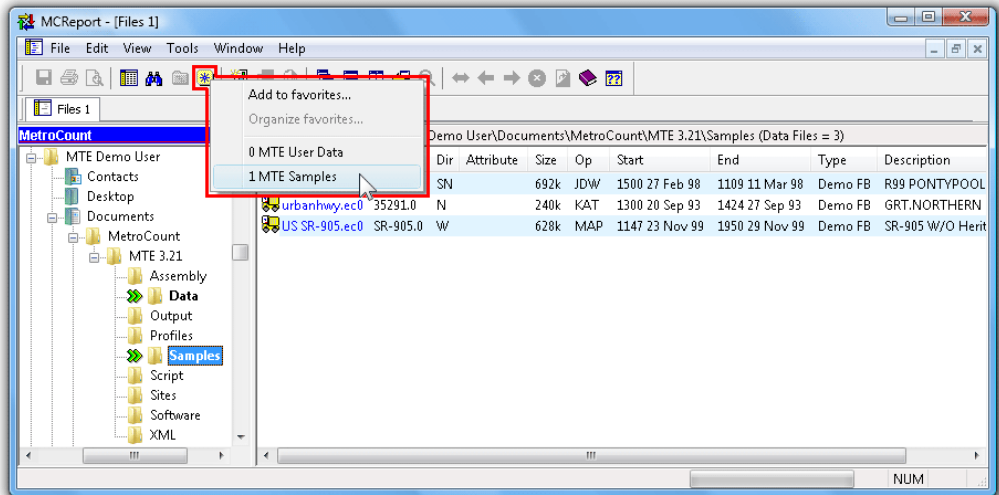 MCReport - [Files 1]
File Edit View Tools Window Help
Files 1
MetroCount
Add to favorites...
Organize favorites...
0 MTE User Data
1 MTE Samples
Demo User\Documents\MetroCount\MTE 3.21\Samples (Data Files = 3)
Dir Attribute Size Op Start End Type Description
SN 692k JDW 1500 27 Feb 98 1109 11 Mar 98 Demo FB R99 PONTYPOOL
urbanhwy.ec0 35291.0 N 240k KAT 1300 20 Sep 93 1424 27 Sep 93 Demo FB GRT.NORTHERN
US SR-905.ec0 SR-905.0 W 628k MAP 1147 23 Nov 99 1950 29 Nov 99 Demo FB SR-905 W/O Herit
MTE Demo User
Contacts
Desktop
Documents
MetroCount
MTE 3.21
Assembly
Data
Output
Profiles
Samples
Script
Sites
Software
XML
NUM